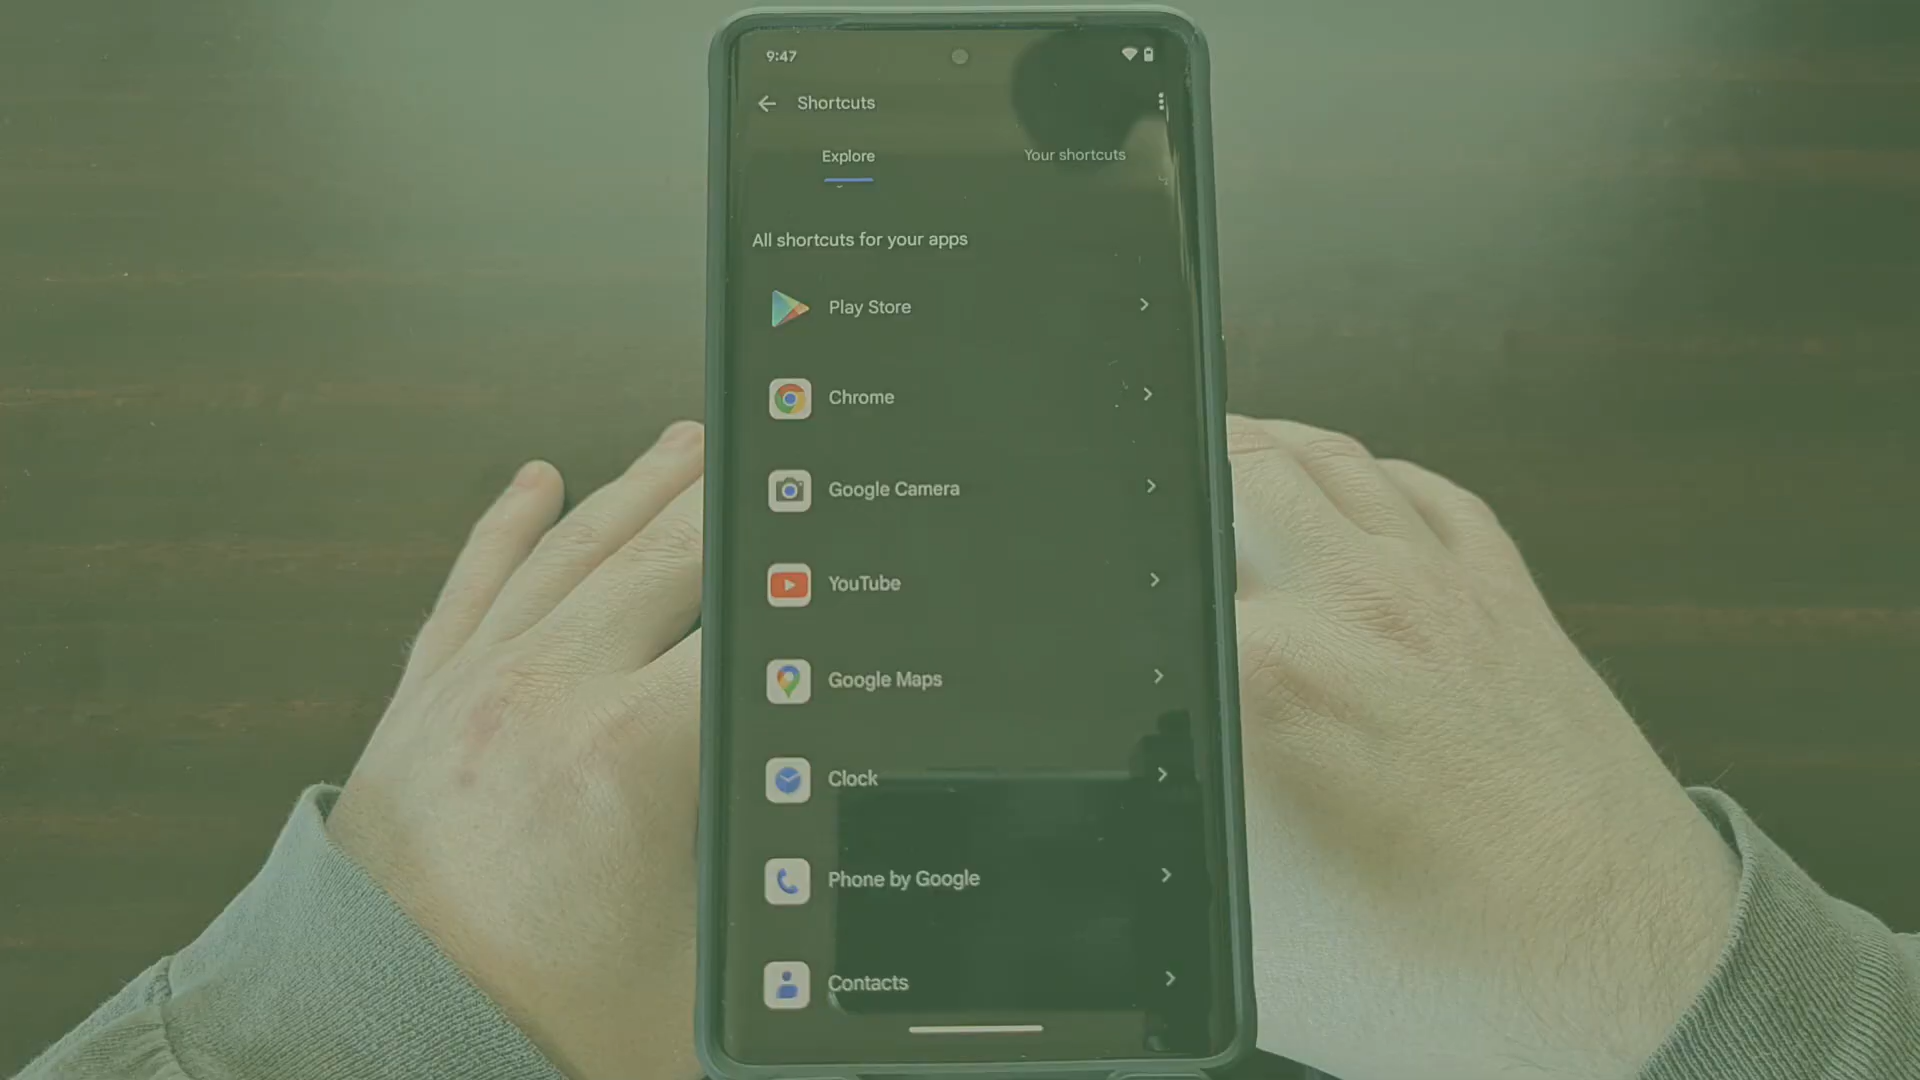 9:47
Shortcuts
Explore
Your shortcuts
All shortcuts for your apps
Play Store
Chrome
Google Camera
YouTube
Google Maps
Clock
Phone by Google
Contacts